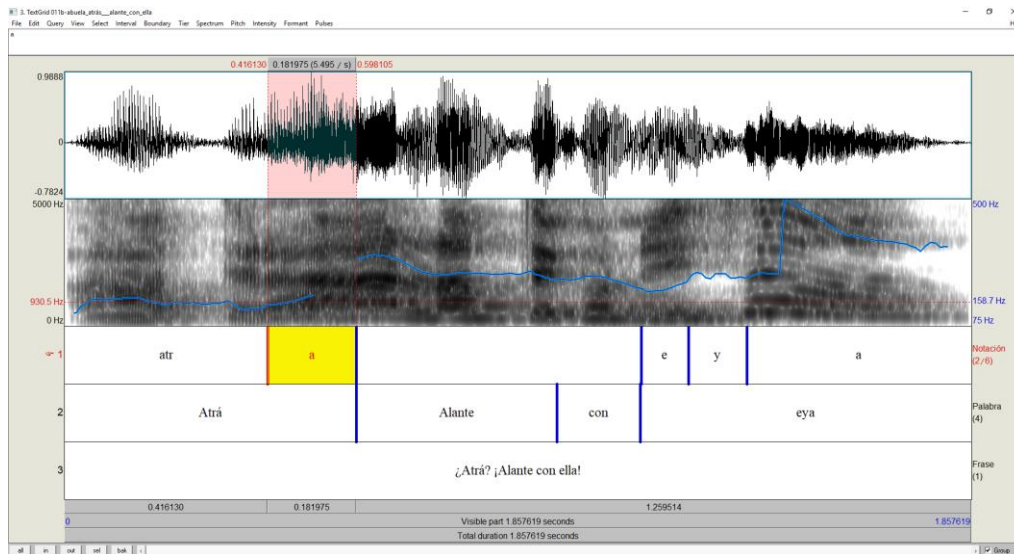 3. TextGrid 011b-abuela_atrás__alante_con_ella
File Edit Query View Select Interval Boundary Tier Spectrum Pitch Intensity Formant Pulses
a
0.416130 0.181975 (5.495 / s) 0.598105
0.9888
0
-0.7824
5000 Hz 500 Hz
930.5 Hz 158.7 Hz
0 Hz 75 Hz
1 atr a e y a Notación (2/6)
2 Atrá Alante con eya Palabra (4)
3 ¿Atrá? ¡Alante con ella! Frase (1)
0.416130 0.181975 1.259514
0 Visible part 1.857619 seconds 1.857619
Total duration 1.857619 seconds
all in out sel bak Group